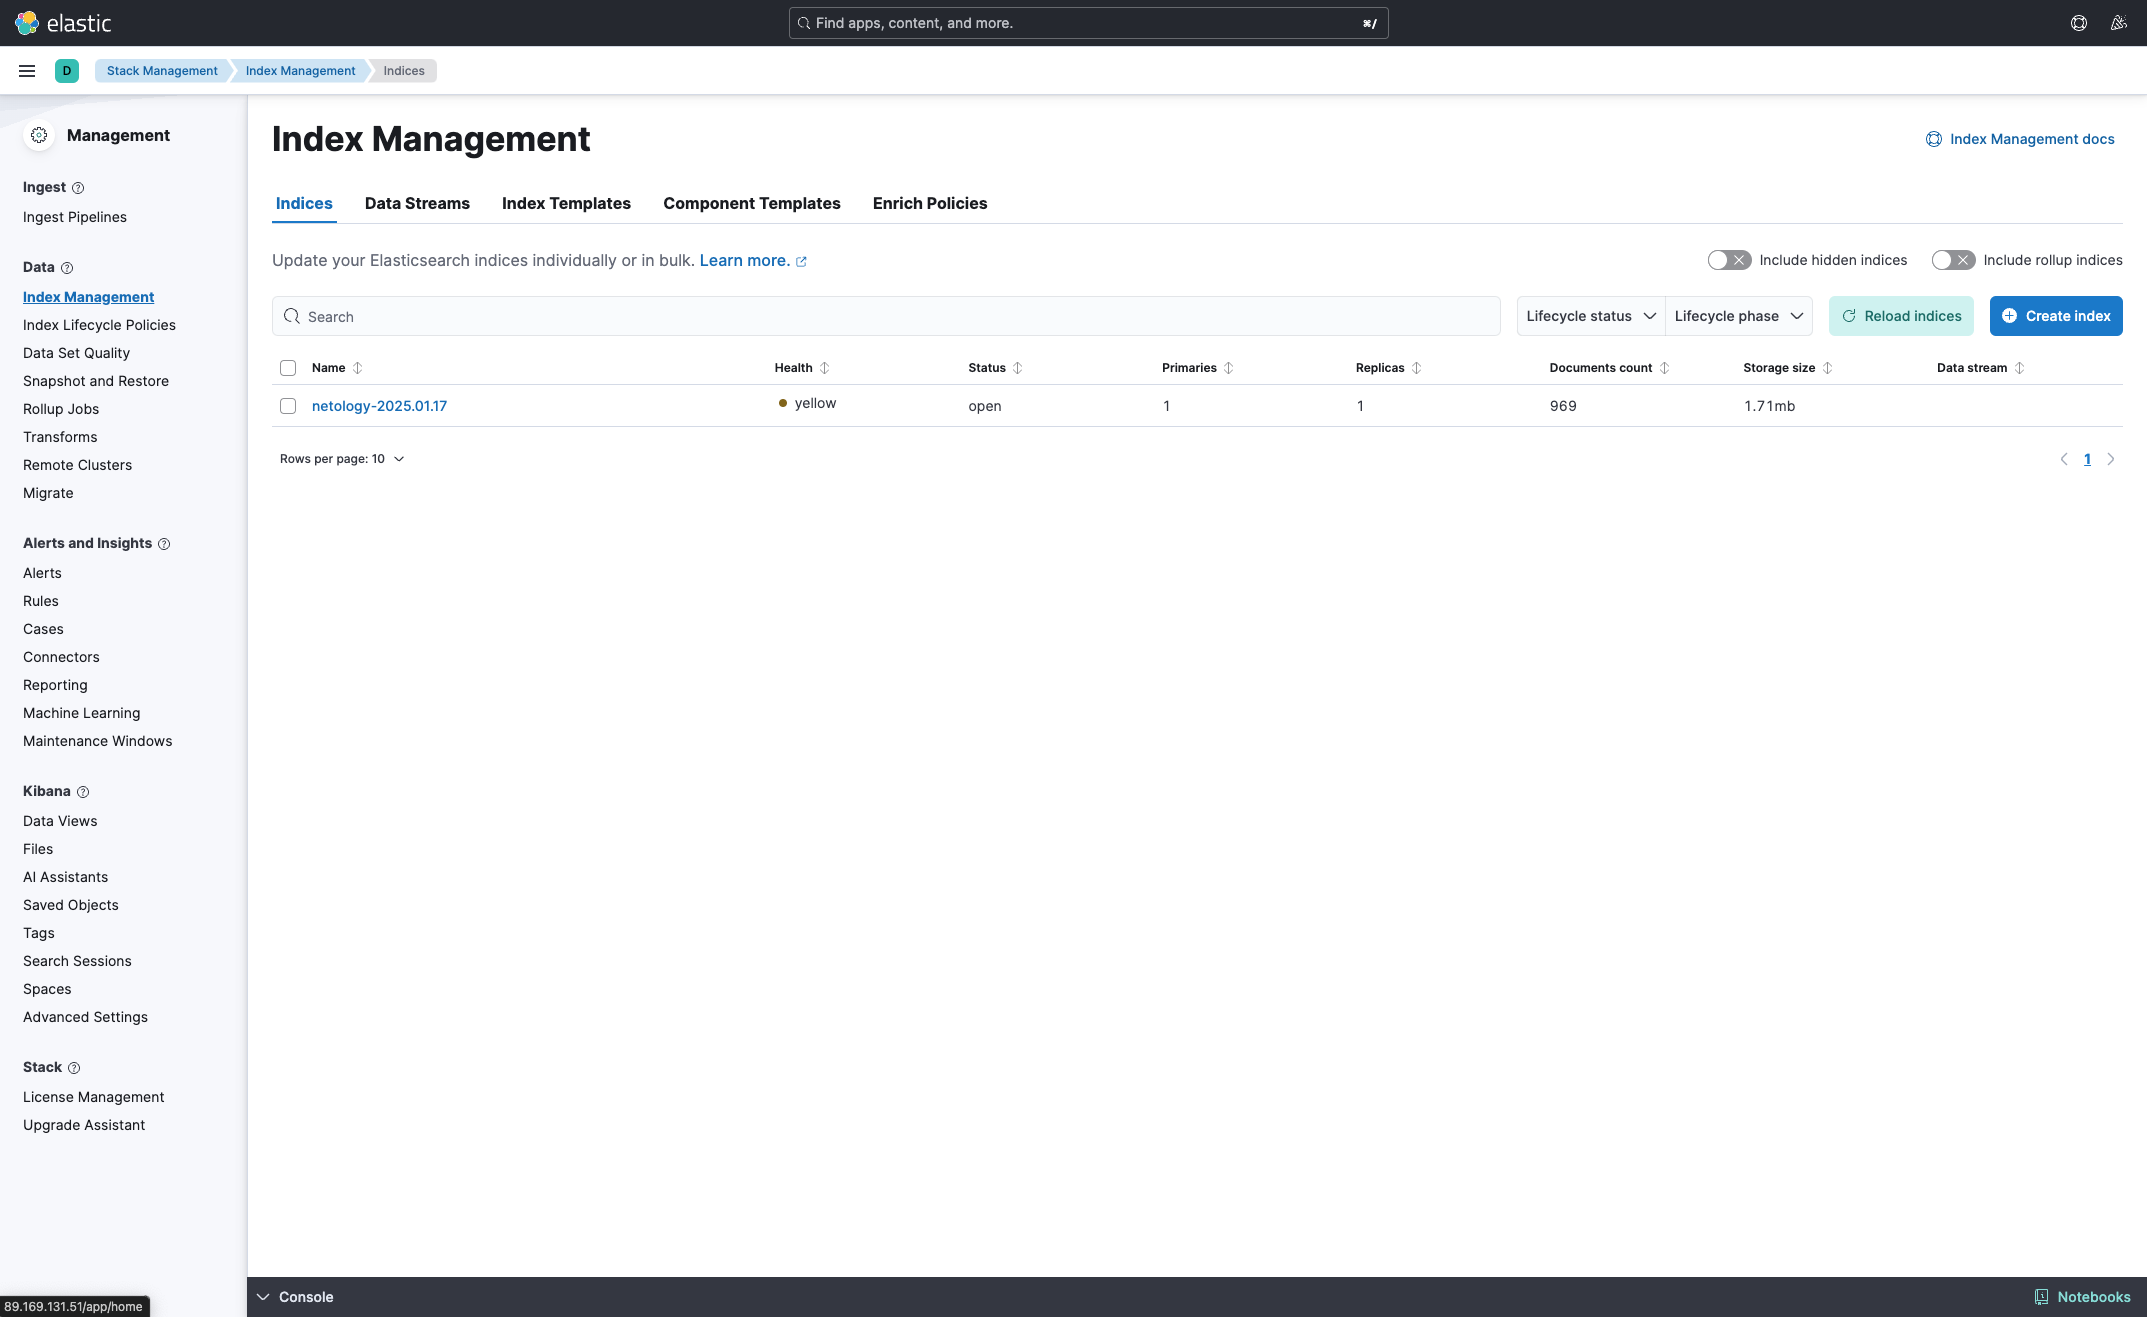 elastic
Find apps, content, and more.
⌘/
D
Stack Management
Index Management
Indices
Management
Ingest
Ingest Pipelines
Data
Index Management
Index Lifecycle Policies
Data Set Quality
Snapshot and Restore
Rollup Jobs
Transforms
Remote Clusters
Migrate
Alerts and Insights
Alerts
Rules
Cases
Connectors
Reporting
Machine Learning
Maintenance Windows
Kibana
Data Views
Files
AI Assistants
Saved Objects
Tags
Search Sessions
Spaces
Advanced Settings
Stack
License Management
Upgrade Assistant
Index Management
Index Management docs
Indices
Data Streams
Index Templates
Component Templates
Enrich Policies
Update your Elasticsearch indices individually or in bulk. Learn more.
Include hidden indices
Include rollup indices
Search
Lifecycle status
Lifecycle phase
Reload indices
Create index
Name Health Status Primaries Replicas Documents count Storage size Data stream
netology-2025.01.17 yellow open 1 1 969 1.71mb
Rows per page: 10
1
Console
Notebooks
89.169.131.51/app/home